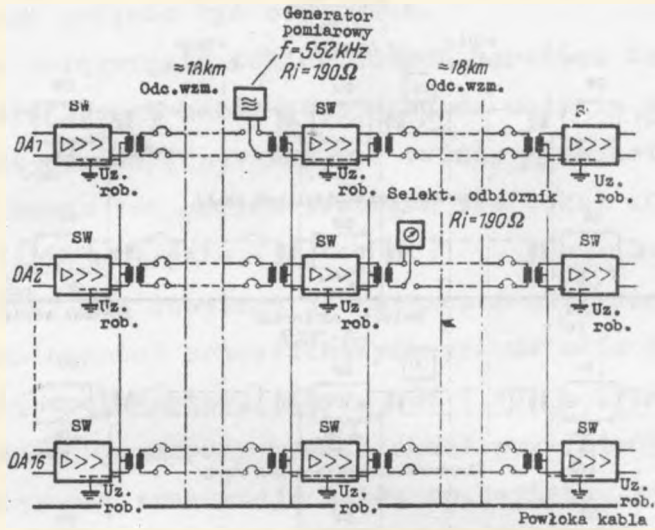 Generator
pomiarowy
f=552kHz
Ri=190Ω
≈18km
Odc.wzm.
≈18km
Odc.wzm.
SW
SW
DA1
▷>>
▷>>
▷>>
Uz.
rob.
Uz.
rob.
Uz.
rob.
Selekt. odbiornik
Ri=190Ω
SW
SW
SW
DA2
▷>>
▷>>
▷>>
Uz.
rob.
Uz.
rob.
Uz.
rob.
SW
SW
SW
DA16
▷>>
▷>>
▷>>
Uz.
rob.
Uz.
rob.
Uz.
rob.
Powłoka kabla